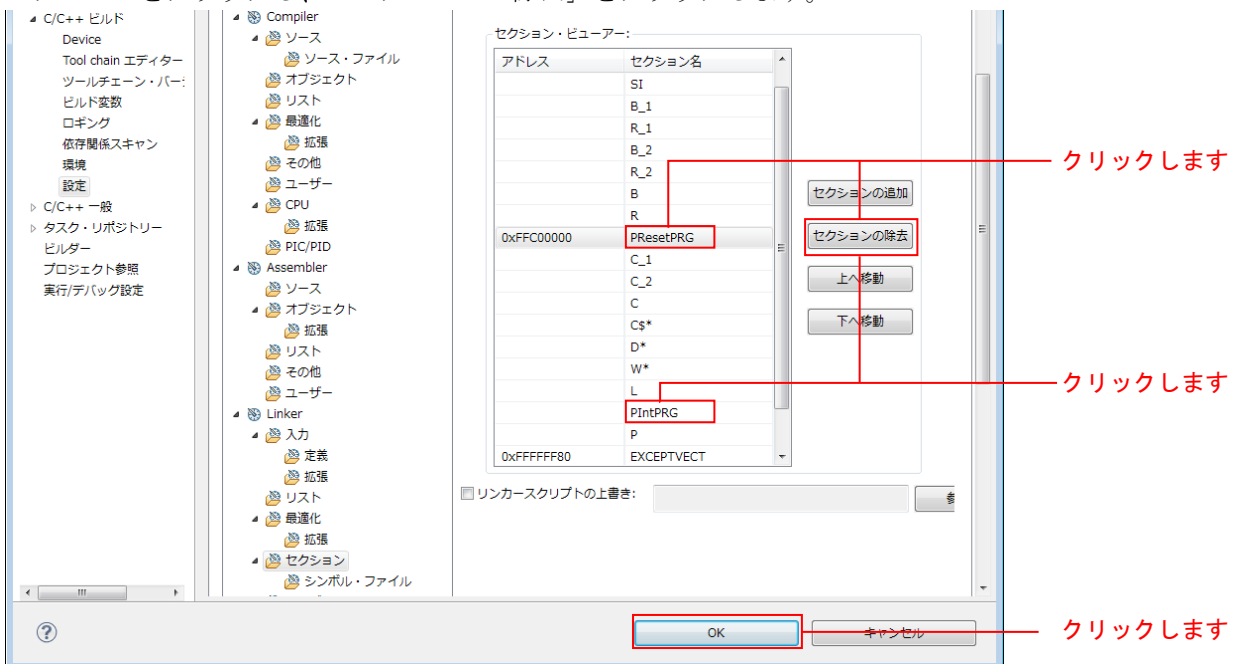 C/C++ ビルド
Device
Tool chain エディター
ツールチェーン・バー
ビルド変数
ロギング
依存関係スキャン
環境
設定
C/C++ 一般
タスク・リポジトリー
ビルダー
プロジェクト参照
実行/デバッグ設定
Compiler
ソース
ソース・ファイル
オブジェクト
リスト
最適化
拡張
その他
ユーザー
CPU
拡張
PIC/PID
Assembler
ソース
オブジェクト
拡張
リスト
その他
ユーザー
Linker
入力
定義
拡張
リスト
最適化
拡張
セクション
シンボル・ファイル
セクション・ビューアー:
アドレス セクション名
SI
B_1
R_1
B_2
R_2
B
R
0xFFC00000 PResetPRG
C_1
C_2
C
C$*
D*
W*
L
PIntPRG
P
0xFFFFFF80 EXCEPTVECT
セクションの追加
セクションの除去
上へ移動
下へ移動
リンカースクリプトの上書き:
クリックします
クリックします
OK
キャンセル
クリックします